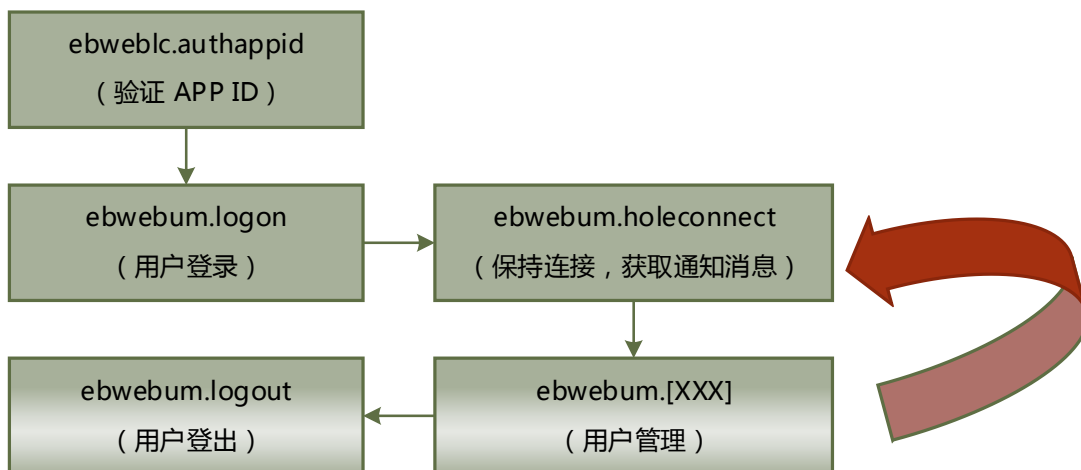 ebweblc.authappid
（验证 APP ID）
ebwebum.logon
（用户登录）
ebwebum.holeconnect
（保持连接，获取通知消息）
ebwebum.logout
（用户登出）
ebwebum.[XXX]
（用户管理）